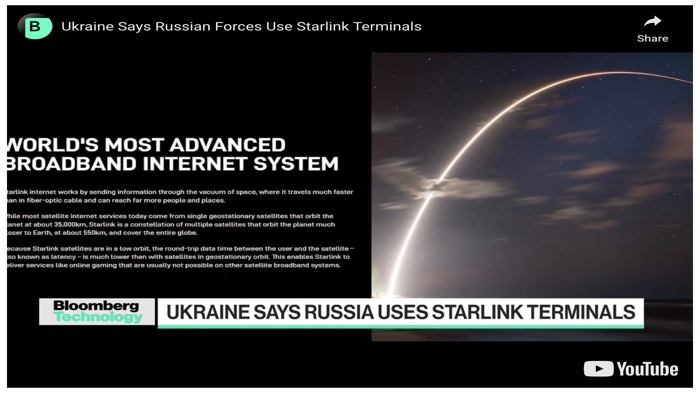 B Ukraine Says Russian Forces Use Starlink Terminals
Share
WORLD'S MOST ADVANCED
BROADBAND INTERNET SYSTEM
tarlink internet works by sending information through the vacuum of space, where it travels much faster
an in fiber-optic cable and can reach far more people and places.
hile most satellite internet services today come from single geostationary satellites that orbit the
lanet at about 35,000km, Starlink is a constellation of multiple satellites that orbit the planet much
oser to Earth, at about 550km, and cover the entire globe.
ecause Starlink satellites are in a low orbit, the round-trip data time between the user and the satellite –
so known as latency – is much lower than with satellites in geostationary orbit. This enables Starlink to
eliver services like online gaming that are usually not possible on other satellite broadband systems.
Bloomberg
Technology
UKRAINE SAYS RUSSIA USES STARLINK TERMINALS
YouTube